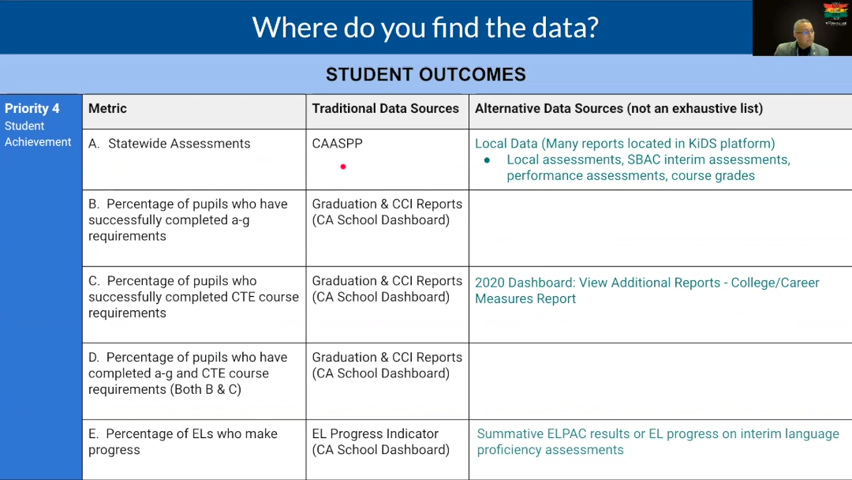 Where do you find the data?
STUDENT OUTCOMES
Priority 4
Student
Achievement
Metric
Traditional Data Sources
Alternative Data Sources (not an exhaustive list)
A. Statewide Assessments
CAASPP
Local Data (Many reports located in KiDS platform)
● Local assessments, SBAC interim assessments,
performance assessments, course grades
B. Percentage of pupils who have
successfully completed a-g
requirements
Graduation & CCI Reports
(CA School Dashboard)
C. Percentage of pupils who
successfully completed CTE course
requirements
Graduation & CCI Reports
(CA School Dashboard)
2020 Dashboard: View Additional Reports - College/Career
Measures Report
D. Percentage of pupils who have
completed a-g and CTE course
requirements (Both B & C)
Graduation & CCI Reports
(CA School Dashboard)
E. Percentage of ELs who make
progress
EL Progress Indicator
(CA School Dashboard)
Summative ELPAC results or EL progress on interim language
proficiency assessments